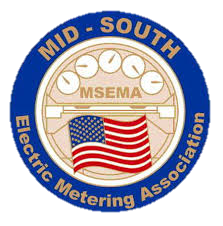 MID - SOUTH
MSEMA
Electric Metering Association